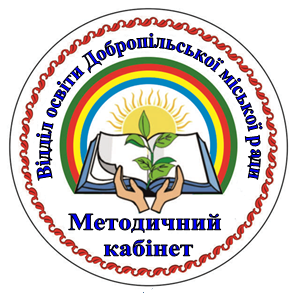 Відділ освіти Добропільської міської ради
Методичний
кабінет